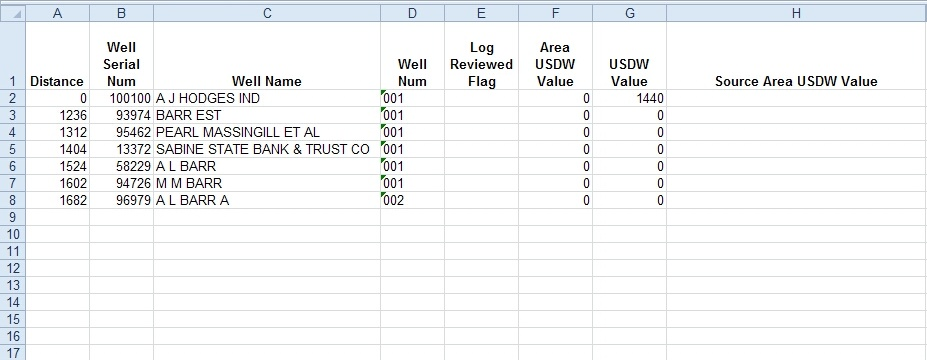 A B C D E F G H
1 Distance Well Serial Num Well Name Well Num Log Reviewed Flag Area USDW Value USDW Value Source Area USDW Value
2 0 100100 A J HODGES IND 001 0 1440
3 1236 93974 BARR EST 001 0 0
4 1312 95462 PEARL MASSINGILL ET AL 001 0 0
5 1404 13372 SABINE STATE BANK & TRUST CO 001 0 0
6 1524 58229 A L BARR 001 0 0
7 1602 94726 M M BARR 001 0 0
8 1682 96979 A L BARR A 002 0 0
9
10
11
12
13
14
15
16
17